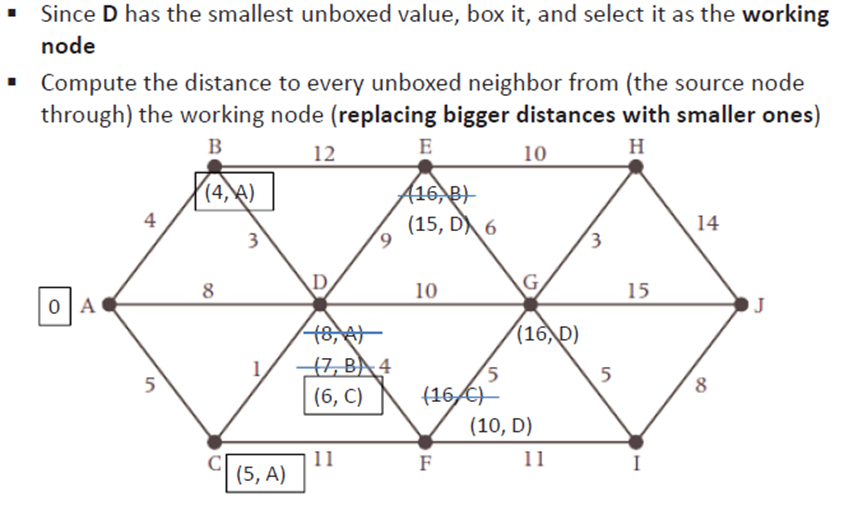 ▪ Since D has the smallest unboxed value, box it, and select it as the working
node
▪ Compute the distance to every unboxed neighbor from (the source node
through) the working node (replacing bigger distances with smaller ones)
B 12 E 10 H
(4, A) (16, B)
4 3 9 (15, D) 6 3 14
0 A 8 D 10 G 15 J
(8, A) (16, D)
5 1 (7, B) 4 5 5 8
(6, C) (16, C)
(10, D)
C (5, A) 11 F 11 I